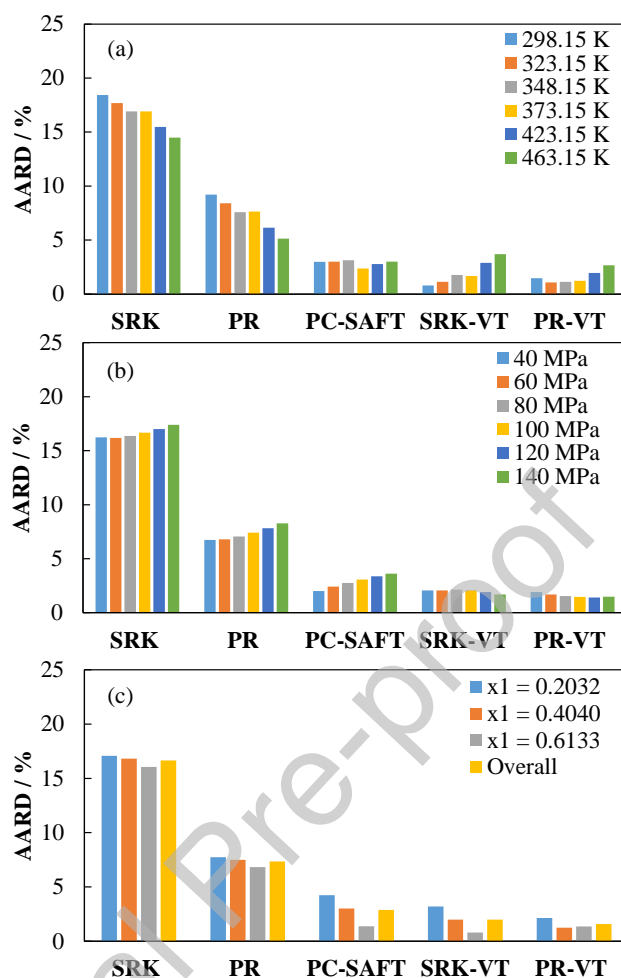 (a)
298.15 K
323.15 K
348.15 K
373.15 K
423.15 K
463.15 K
AARD / %
25
20
15
10
5
0
SRK PR PC-SAFT SRK-VT PR-VT
(b)
40 MPa
60 MPa
80 MPa
100 MPa
120 MPa
140 MPa
AARD / %
25
20
15
10
5
0
SRK PR PC-SAFT SRK-VT PR-VT
(c)
x1 = 0.2032
x1 = 0.4040
x1 = 0.6133
Overall
AARD / %
25
20
15
10
5
0
SRK PR PC-SAFT SRK-VT PR-VT
al Pre-proof